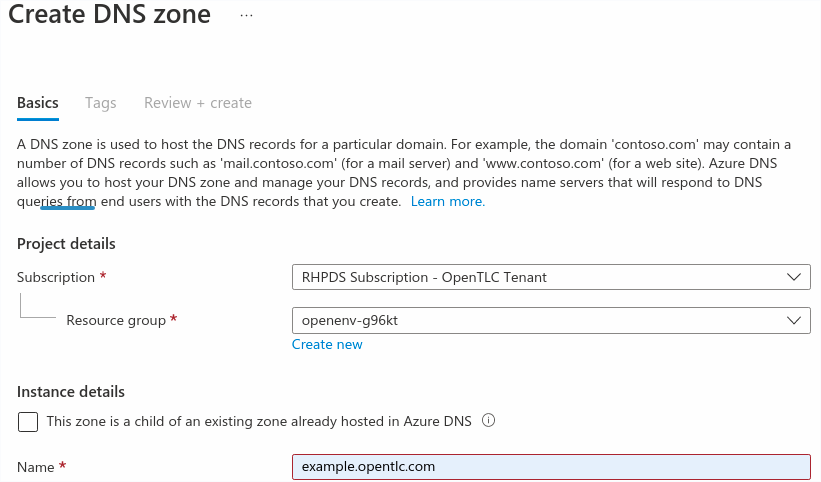 Create DNS zone ...
Basics Tags Review + create
A DNS zone is used to host the DNS records for a particular domain. For example, the domain 'contoso.com' may contain a
number of DNS records such as 'mail.contoso.com' (for a mail server) and 'www.contoso.com' (for a web site). Azure DNS
allows you to host your DNS zone and manage your DNS records, and provides name servers that will respond to DNS
queries from end users with the DNS records that you create. Learn more.
Project details
Subscription *
RHPDS Subscription - OpenTLC Tenant
Resource group *
openenv-g96kt
Create new
Instance details
This zone is a child of an existing zone already hosted in Azure DNS
Name *
example.opentlc.com